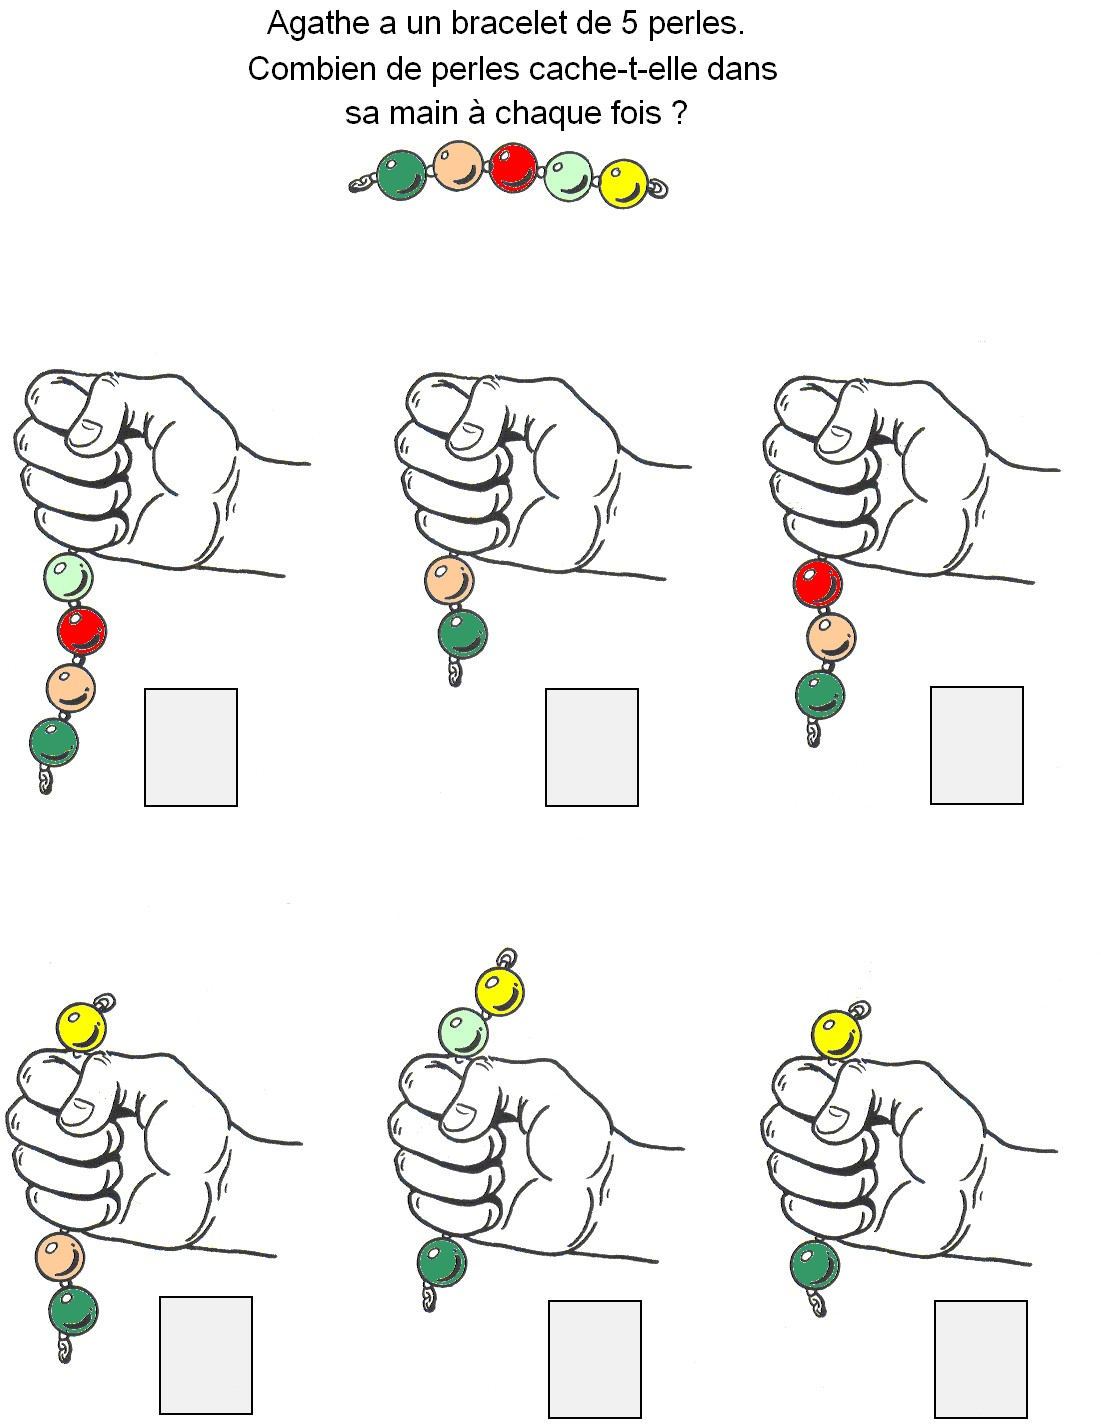 Agathe a un bracelet de 5 perles.
Combien de perles cache-t-elle dans
sa main à chaque fois ?